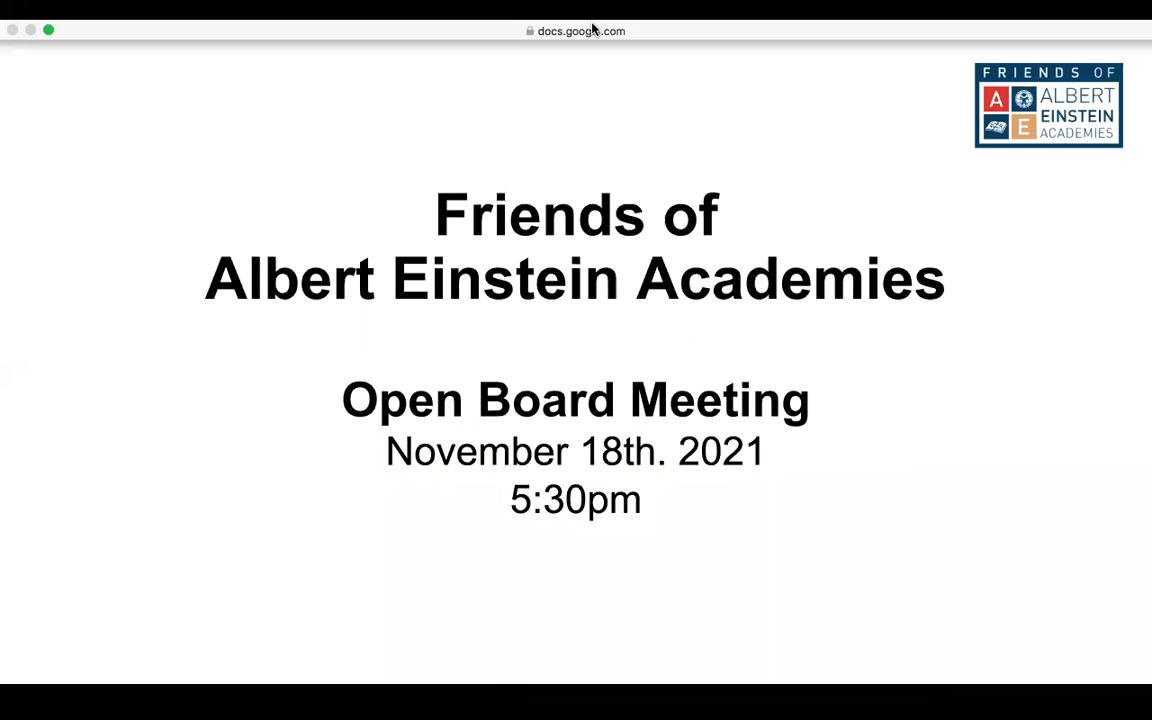 docs.google.com
FRIENDS OF
A ALBERT
E EINSTEIN
ACADEMIES
Friends of
Albert Einstein Academies
Open Board Meeting
November 18th. 2021
5:30pm